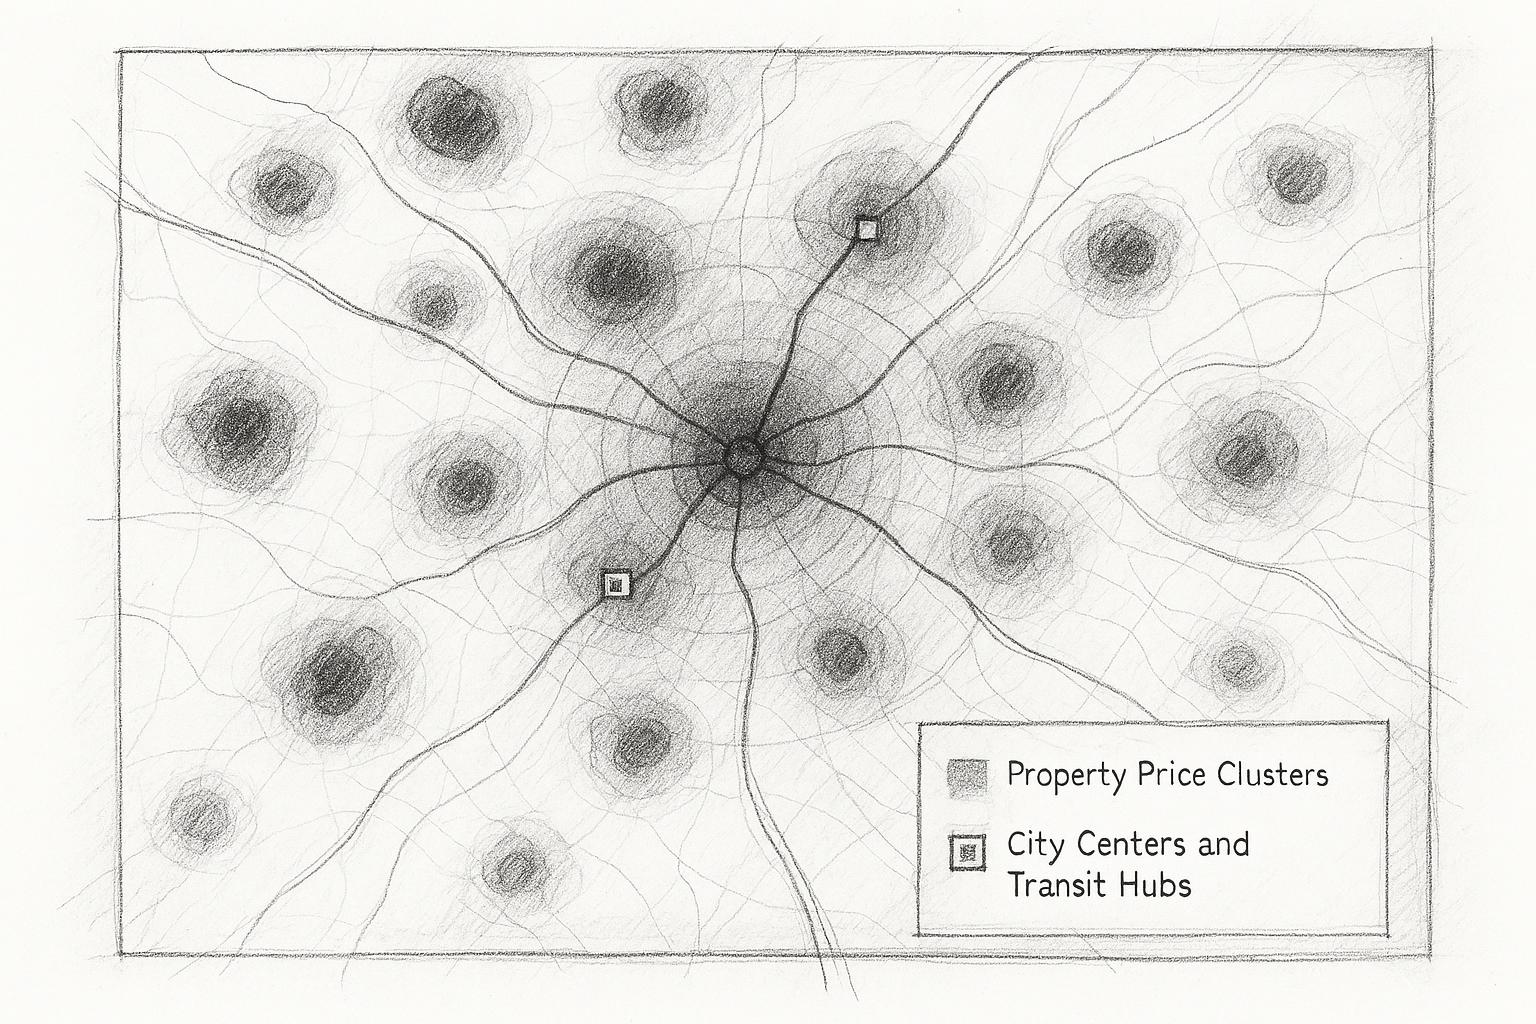 Property Price Clusters
City Centers and
Transit Hubs